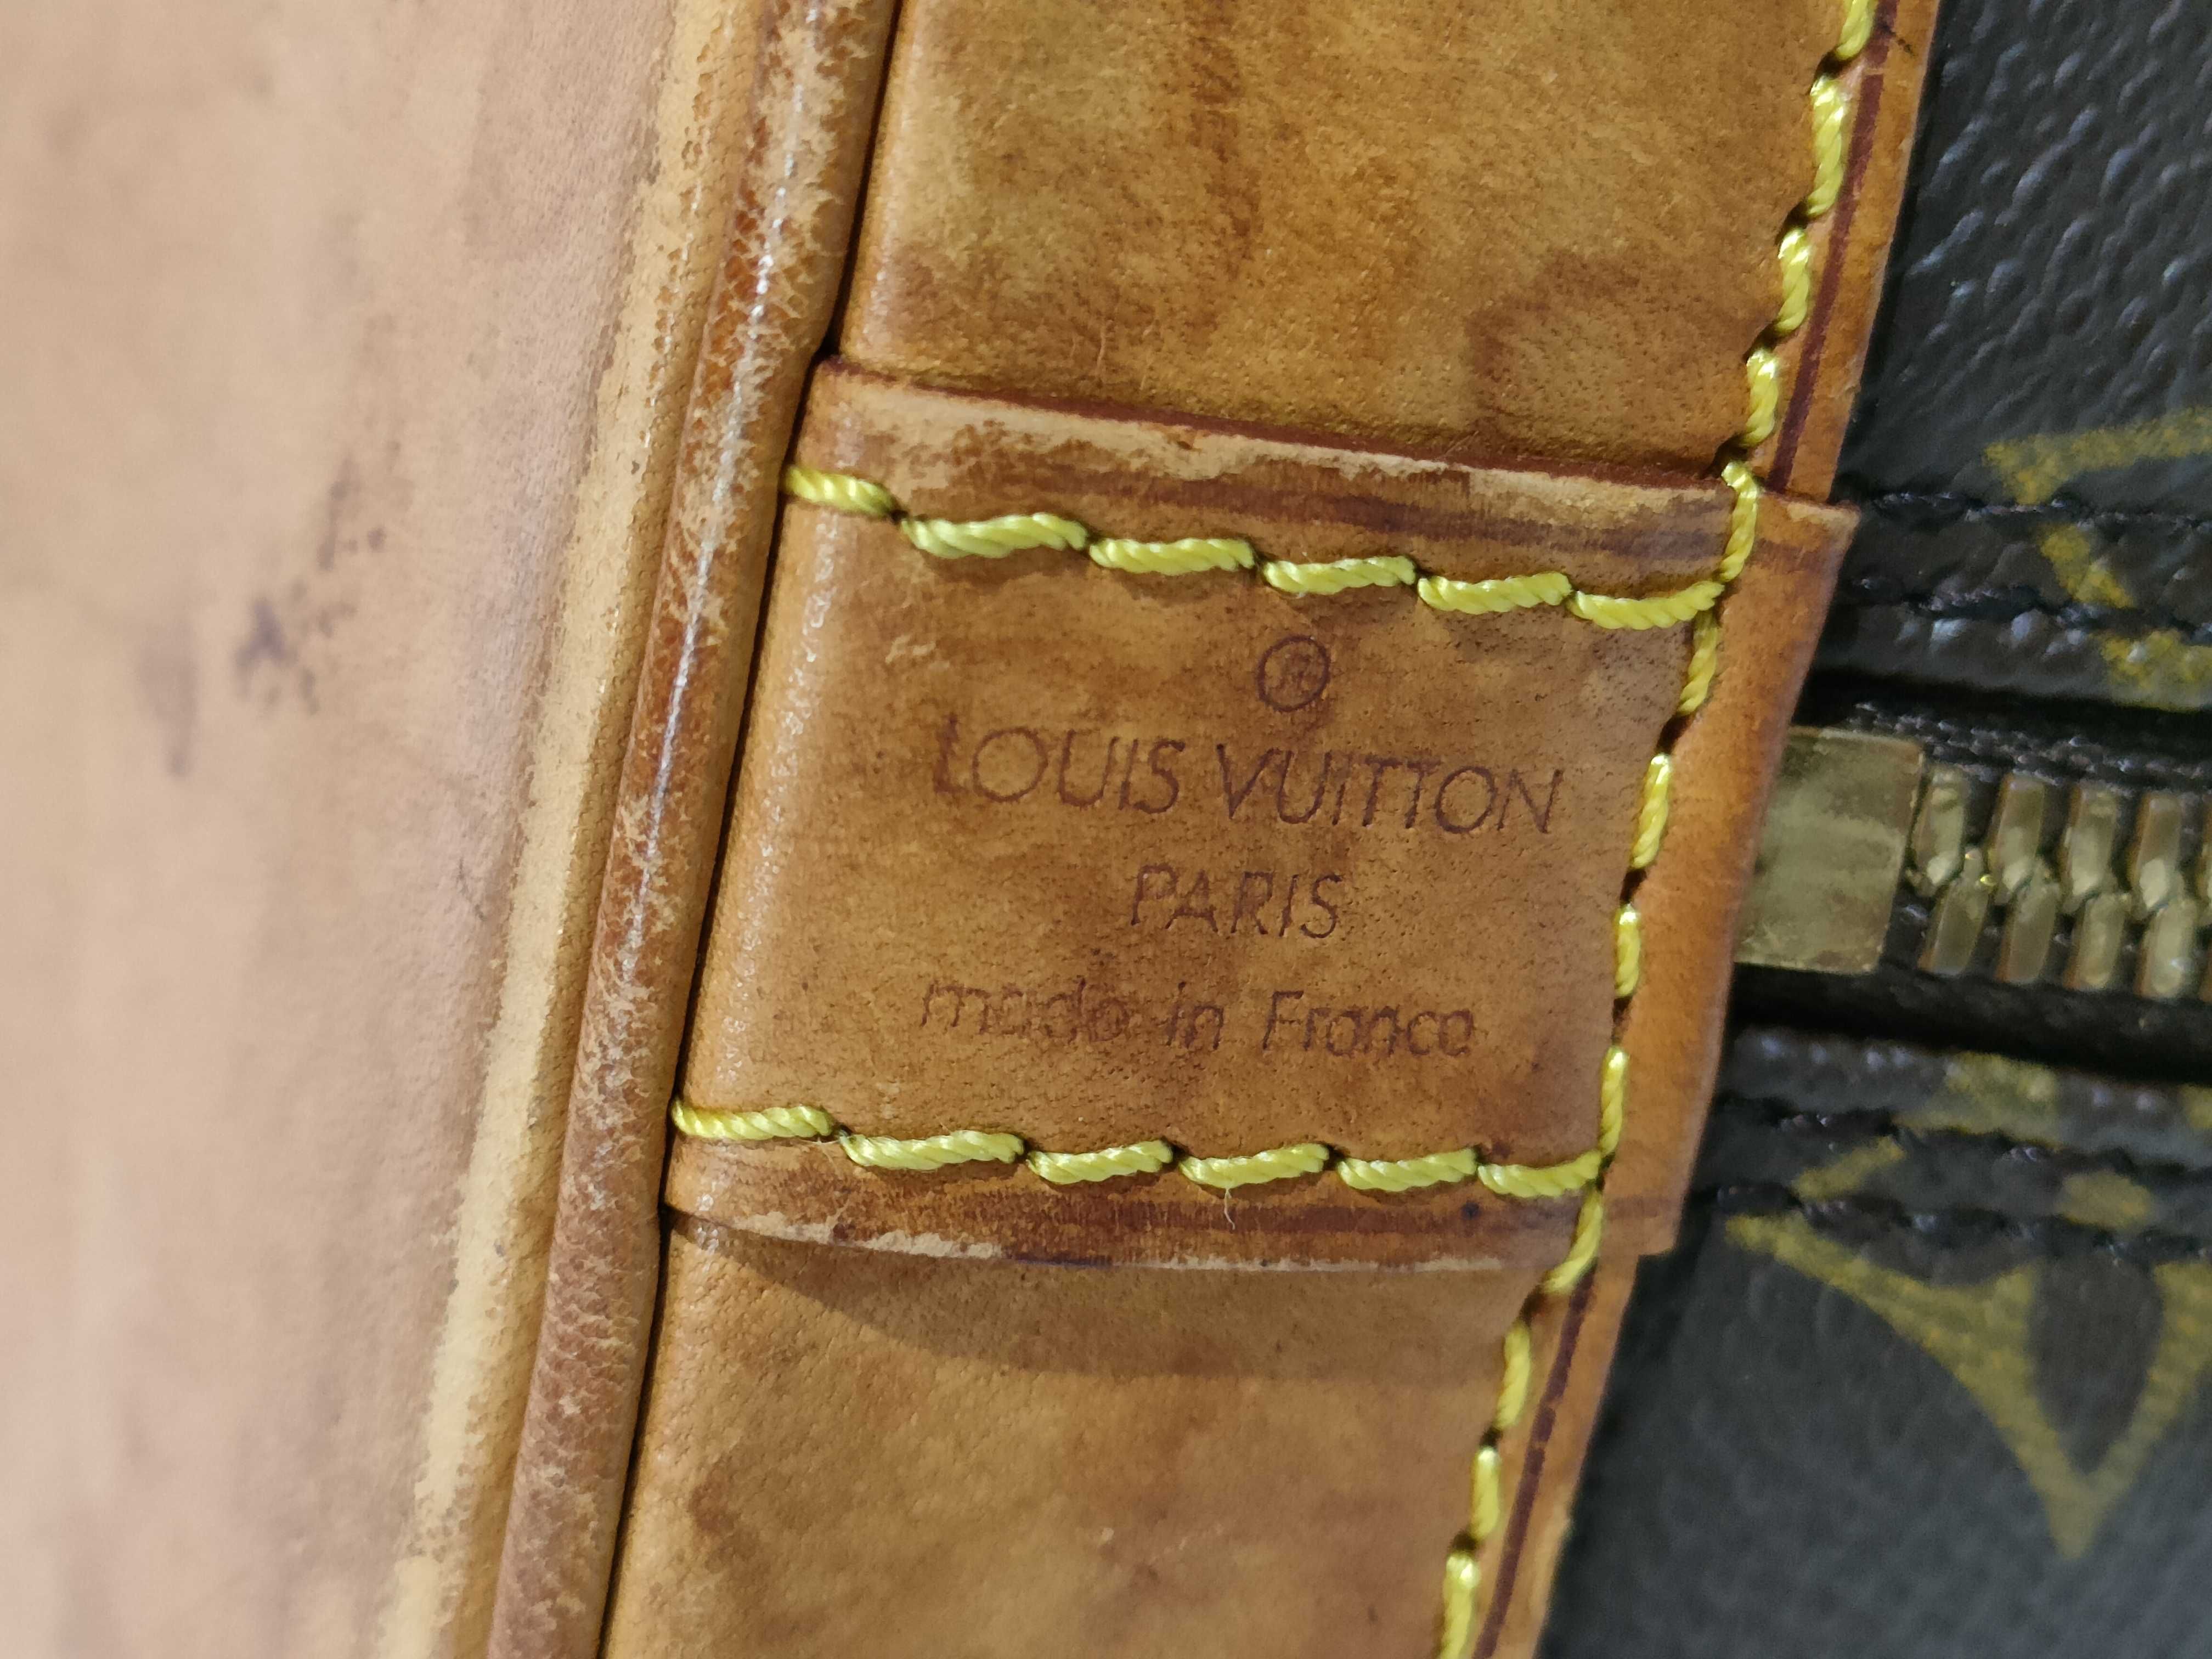 ®
LOUIS VUITTON
PARIS
made in France